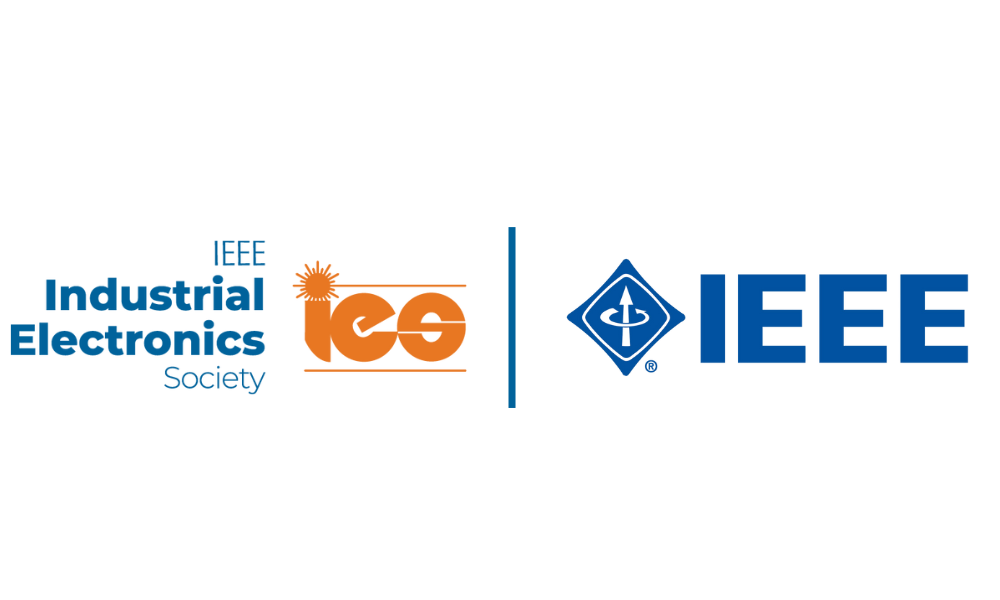 IEEE
Industrial
Electronics
Society
ies
®
IEEE